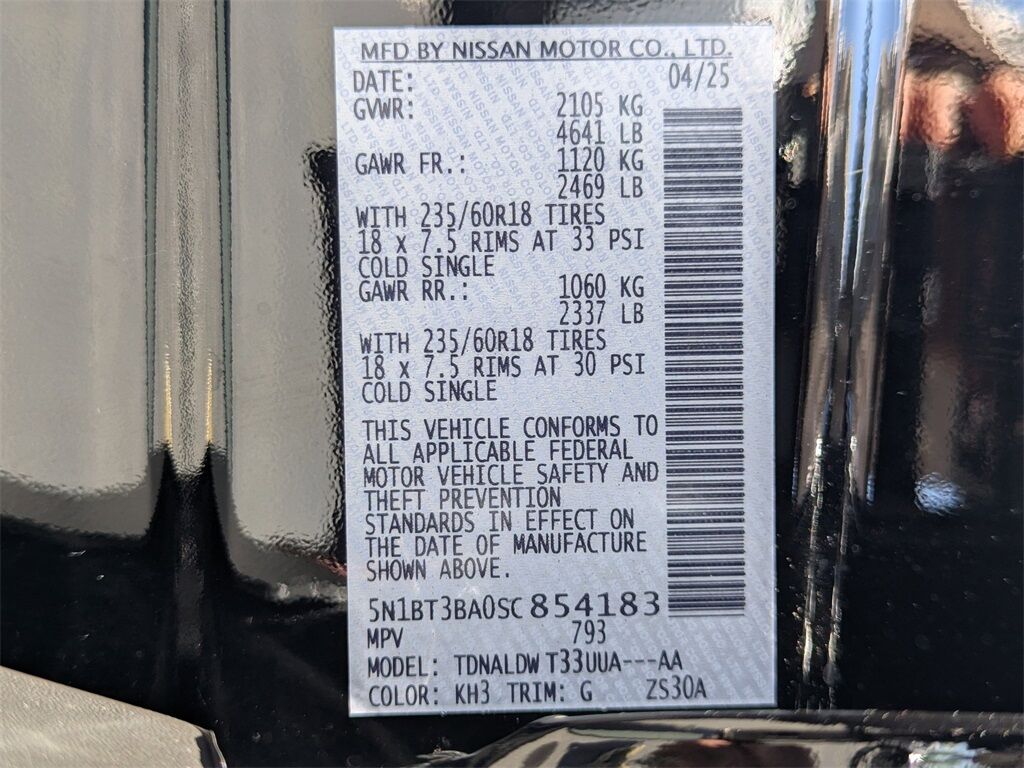 MFD BY NISSAN MOTOR CO., LTD.
DATE: 04/25
GVWR: 2105 KG
4641 LB
GAWR FR.: 1120 KG
2469 LB
WITH 235/60R18 TIRES
18 x 7.5 RIMS AT 33 PSI
COLD SINGLE
GAWR RR.: 1060 KG
2337 LB
WITH 235/60R18 TIRES
18 x 7.5 RIMS AT 30 PSI
COLD SINGLE
THIS VEHICLE CONFORMS TO
ALL APPLICABLE FEDERAL
MOTOR VEHICLE SAFETY AND
THEFT PREVENTION
STANDARDS IN EFFECT ON
THE DATE OF MANUFACTURE
SHOWN ABOVE.
5N1BT3BA0SC854183
MPV 793
MODEL: TDNALDW T33UUA---AA
COLOR: KH3 TRIM: G ZS30A